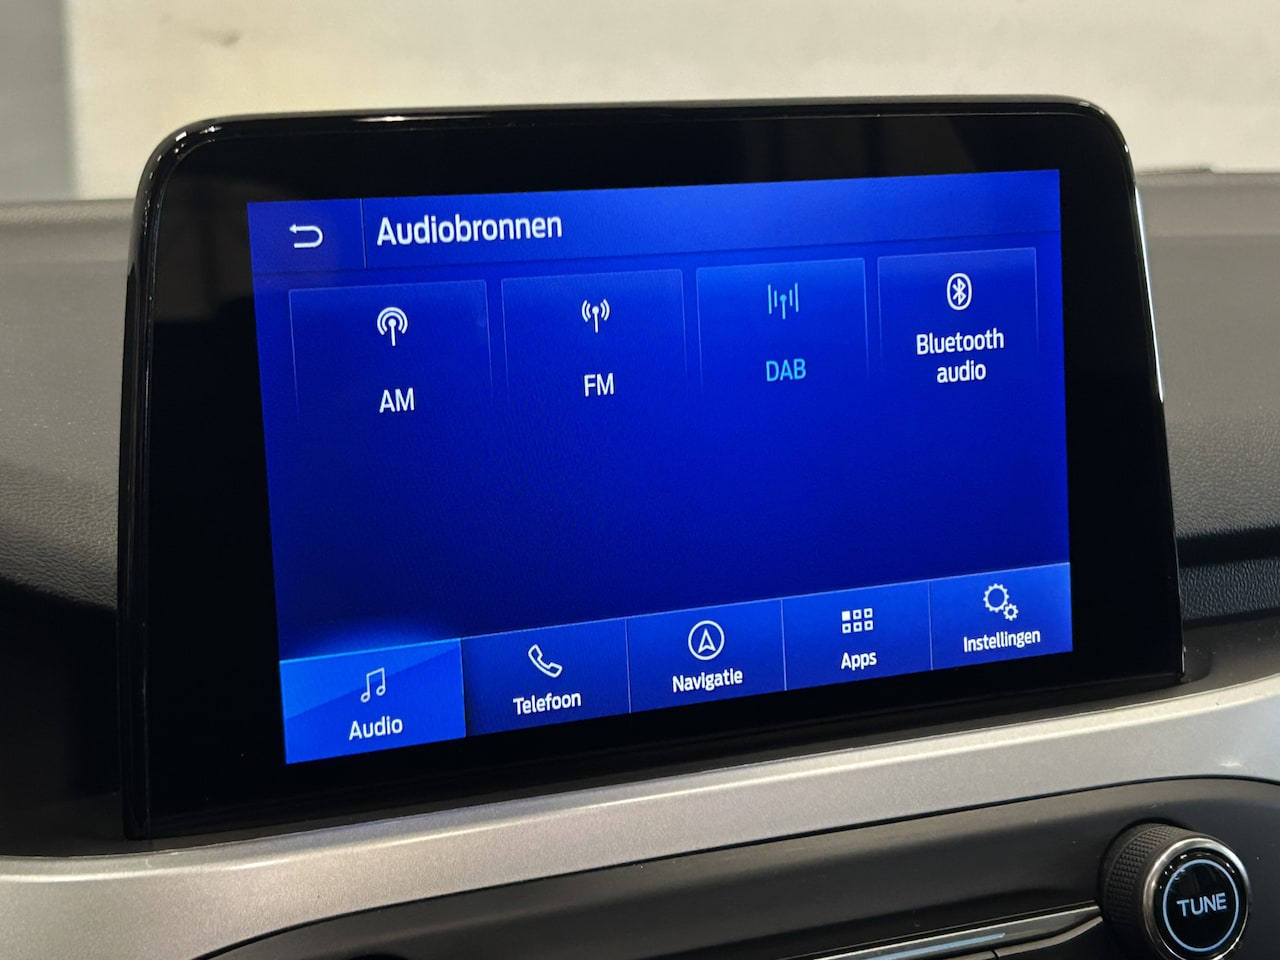 Audiobronnen
AM
FM
DAB
Bluetooth
audio
Audio
Telefoon
Navigatie
Apps
Instellingen
TUNE